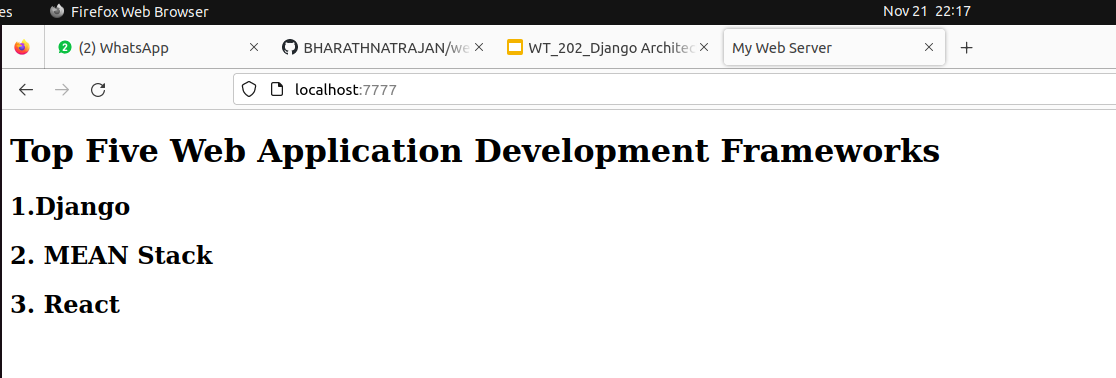 es Firefox Web Browser Nov 21 22:17
2 (2) WhatsApp BHARATHNATRAJAN/we WT_202_Django Architec My Web Server
localhost:7777
Top Five Web Application Development Frameworks
1.Django
2. MEAN Stack
3. React